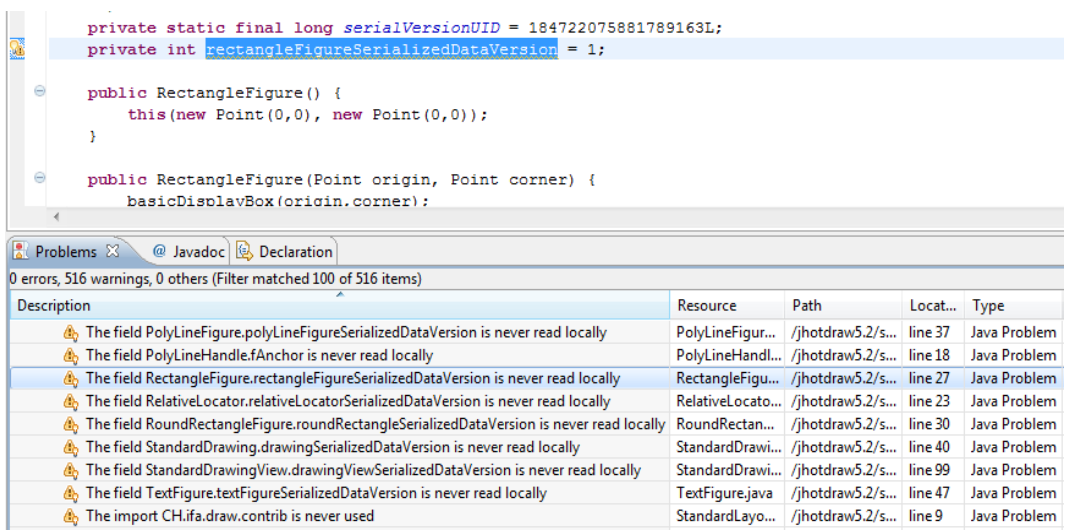 private static final long serialVersionUID = 184722075881789163L;
private int rectangleFigureSerializedDataVersion = 1;
public RectangleFigure() {
this(new Point(0,0), new Point(0,0));
}
public RectangleFigure(Point origin, Point corner) {
basicDisplayBox(origin,corner);
Problems @ Javadoc Declaration
0 errors, 516 warnings, 0 others (Filter matched 100 of 516 items)
Description Resource Path Locat... Type
The field PolyLineFigure.polyLineFigureSerializedDataVersion is never read locally PolyLineFigur... /jhotdraw5.2/s... line 37 Java Problem
The field PolyLineHandle.fAnchor is never read locally PolyLineHandl... /jhotdraw5.2/s... line 18 Java Problem
The field RectangleFigure.rectangleFigureSerializedDataVersion is never read locally RectangleFigu... /jhotdraw5.2/s... line 27 Java Problem
The field RelativeLocator.relativeLocatorSerializedDataVersion is never read locally RelativeLocato... /jhotdraw5.2/s... line 23 Java Problem
The field RoundRectangleFigure.roundRectangleSerializedDataVersion is never read locally RoundRectan... /jhotdraw5.2/s... line 30 Java Problem
The field StandardDrawing.drawingSerializedDataVersion is never read locally StandardDrawi... /jhotdraw5.2/s... line 40 Java Problem
The field StandardDrawingView.drawingViewSerializedDataVersion is never read locally StandardDrawi... /jhotdraw5.2/s... line 99 Java Problem
The field TextFigure.textFigureSerializedDataVersion is never read locally TextFigure.java /jhotdraw5.2/s... line 47 Java Problem
The import CH.ifa.draw.contrib is never used StandardLayo... /jhotdraw5.2/s... line 9 Java Problem